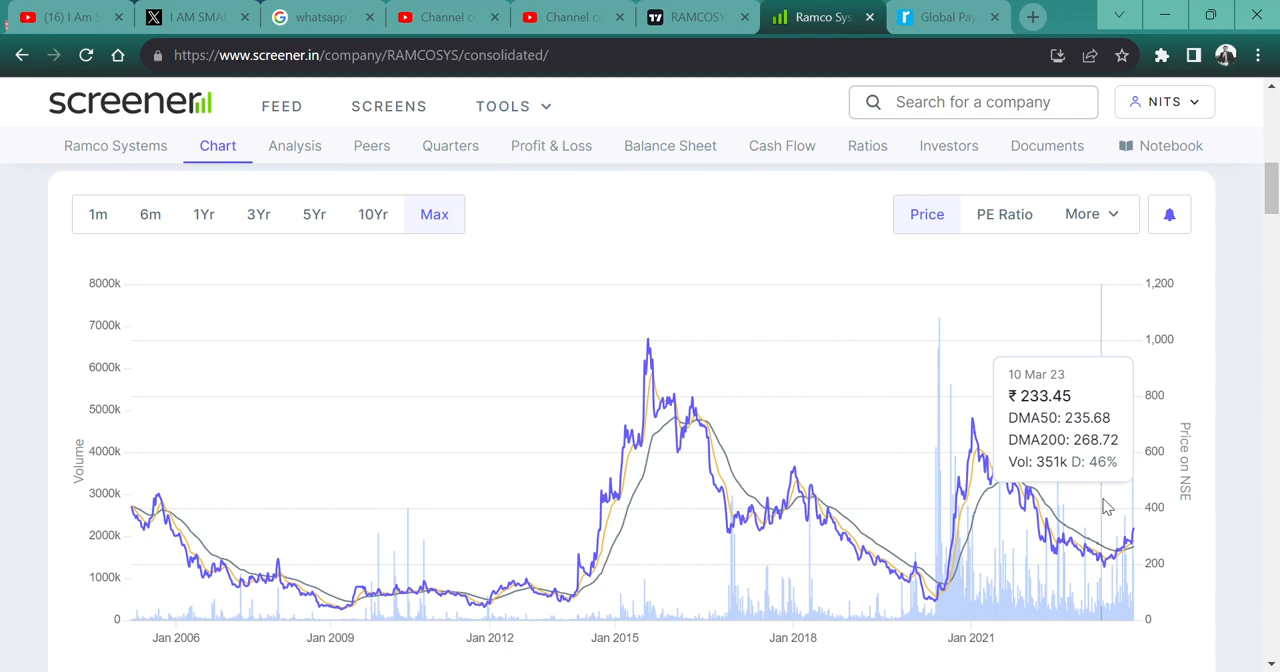 (16) I Am S
I AM SMAL
whatsapp
Channel c
Channel co
RAMCOSY
Ramco Sys
Global Pay
https://www.screener.in/company/RAMCOSYS/consolidated/
screener
FEED
SCREENS
TOOLS
Search for a company
NITS
Ramco Systems
Chart
Analysis
Peers
Quarters
Profit & Loss
Balance Sheet
Cash Flow
Ratios
Investors
Documents
Notebook
1m
6m
1Yr
3Yr
5Yr
10Yr
Max
Price
PE Ratio
More
8000k
7000k
6000k
5000k
4000k
3000k
2000k
1000k
0
Volume
1,200
1,000
800
600
400
200
0
Price on NSE
10 Mar 23
₹ 233.45
DMA50: 235.68
DMA200: 268.72
Vol: 351k D: 46%
Jan 2006
Jan 2009
Jan 2012
Jan 2015
Jan 2018
Jan 2021